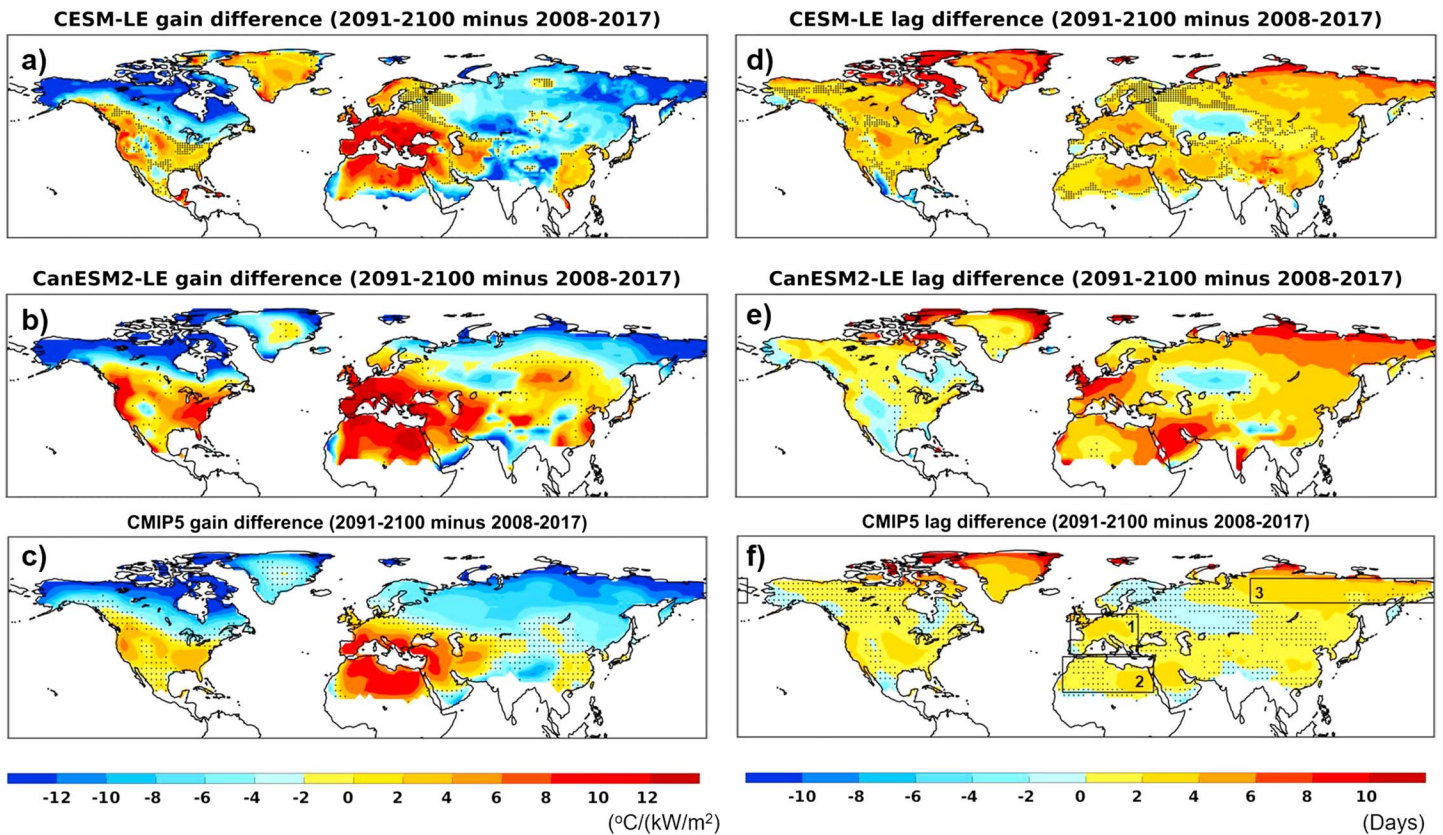 CESM-LE gain difference (2091-2100 minus 2008-2017)
CESM-LE lag difference (2091-2100 minus 2008-2017)
a)
d)
CanESM2-LE gain difference (2091-2100 minus 2008-2017)
CanESM2-LE lag difference (2091-2100 minus 2008-2017)
b)
e)
CMIP5 gain difference (2091-2100 minus 2008-2017)
CMIP5 lag difference (2091-2100 minus 2008-2017)
c)
f)
3
1
2
-12 -10 -8 -6 -4 -2 0 2 4 6 8 10 12
(°C/(kW/m²)
-10 -8 -6 -4 -2 0 2 4 6 8 10
(Days)